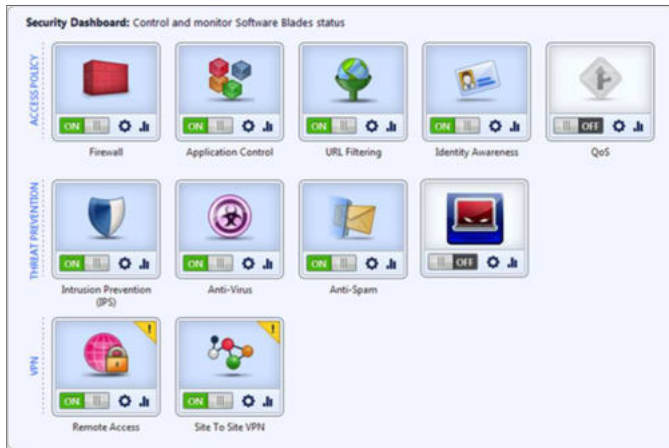 Security Dashboard: Control and monitor Software Blades status
ACCESS POLICY
ON
ON
ON
ON
OFF
Firewall
Application Control
URL Filtering
Identity Awareness
QoS
THREAT PREVENTION
ON
ON
ON
OFF
Intrusion Prevention
(IPS)
Anti-Virus
Anti-Spam
VPN
!
!
ON
ON
Remote Access
Site To Site VPN